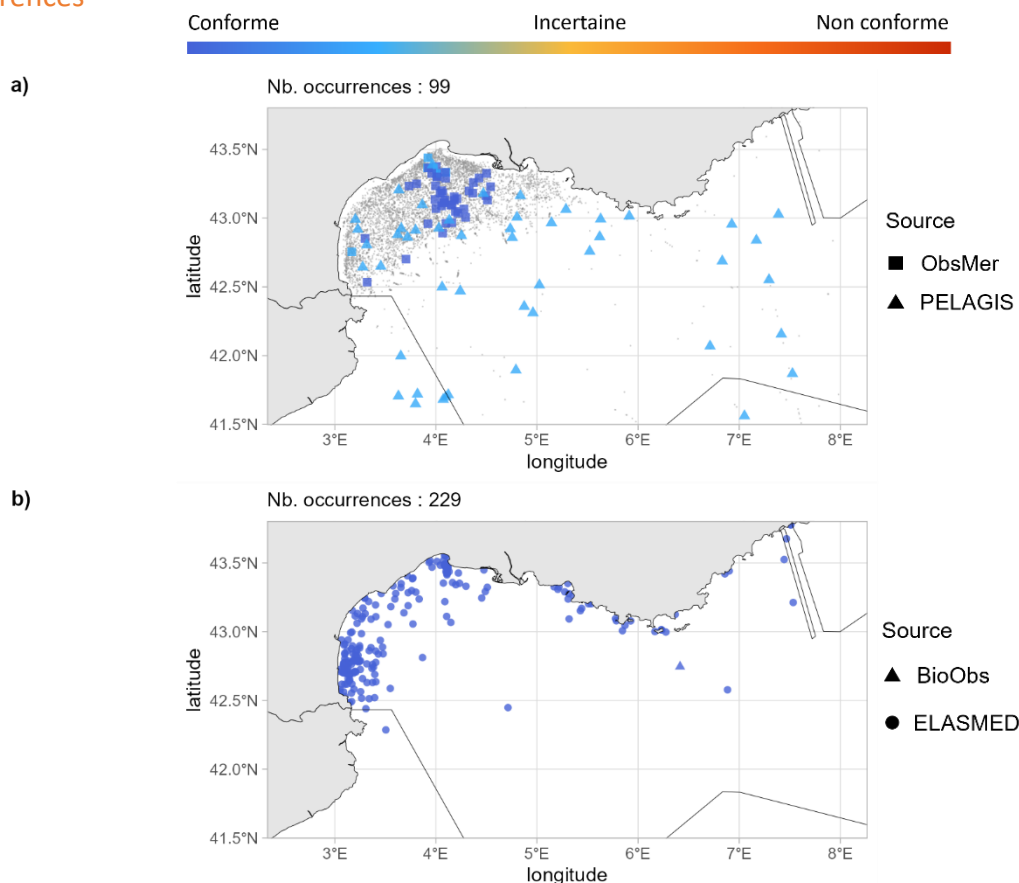 rences
Conforme Incertaine Non conforme
a)
Nb. occurrences : 99
43.5°N
43.0°N
42.5°N
42.0°N
41.5°N
latitude
3°E 4°E 5°E 6°E 7°E 8°E
longitude
Source
ObsMer
PELAGIS
b)
Nb. occurrences : 229
43.5°N
43.0°N
42.5°N
42.0°N
41.5°N
latitude
3°E 4°E 5°E 6°E 7°E 8°E
longitude
Source
BioObs
ELASMED